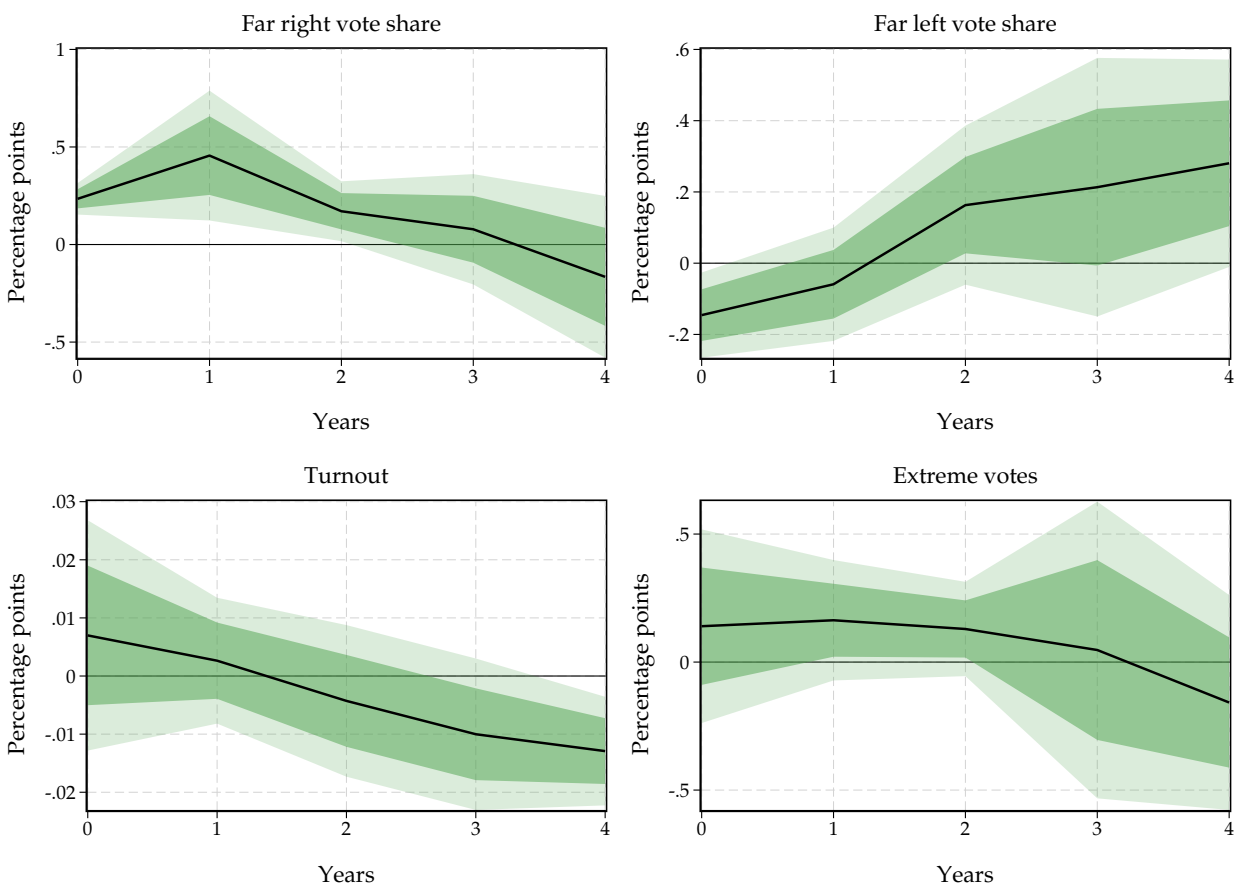 Far right vote share
Percentage points
1
.5
0
-.5
0 1 2 3 4
Years
Far left vote share
Percentage points
.6
.4
.2
0
-.2
0 1 2 3 4
Years
Turnout
Percentage points
.03
.02
.01
0
-.01
-.02
0 1 2 3 4
Years
Extreme votes
Percentage points
.5
0
-.5
0 1 2 3 4
Years